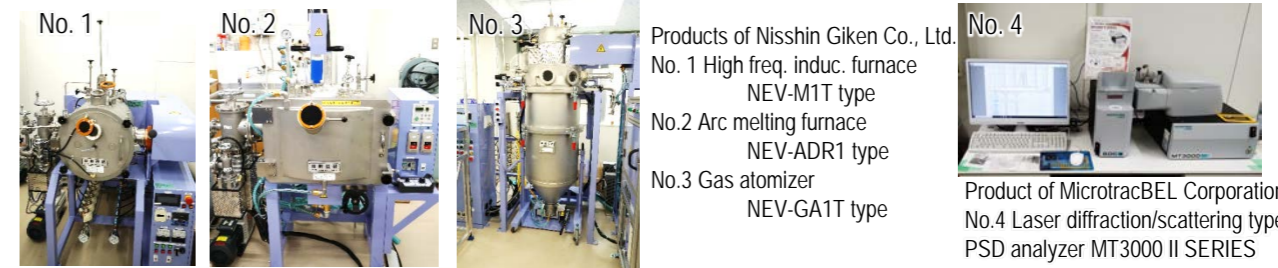 No. 1
No. 2
No. 3
Products of Nisshin Giken Co., Ltd.
No. 1 High freq. induc. furnace
NEV-M1T type
No.2 Arc melting furnace
NEV-ADR1 type
No.3 Gas atomizer
NEV-GA1T type
No. 4
MT3000
Product of MicrotracBEL Corporation
No.4 Laser diffraction/scattering type
PSD analyzer MT3000 II SERIES